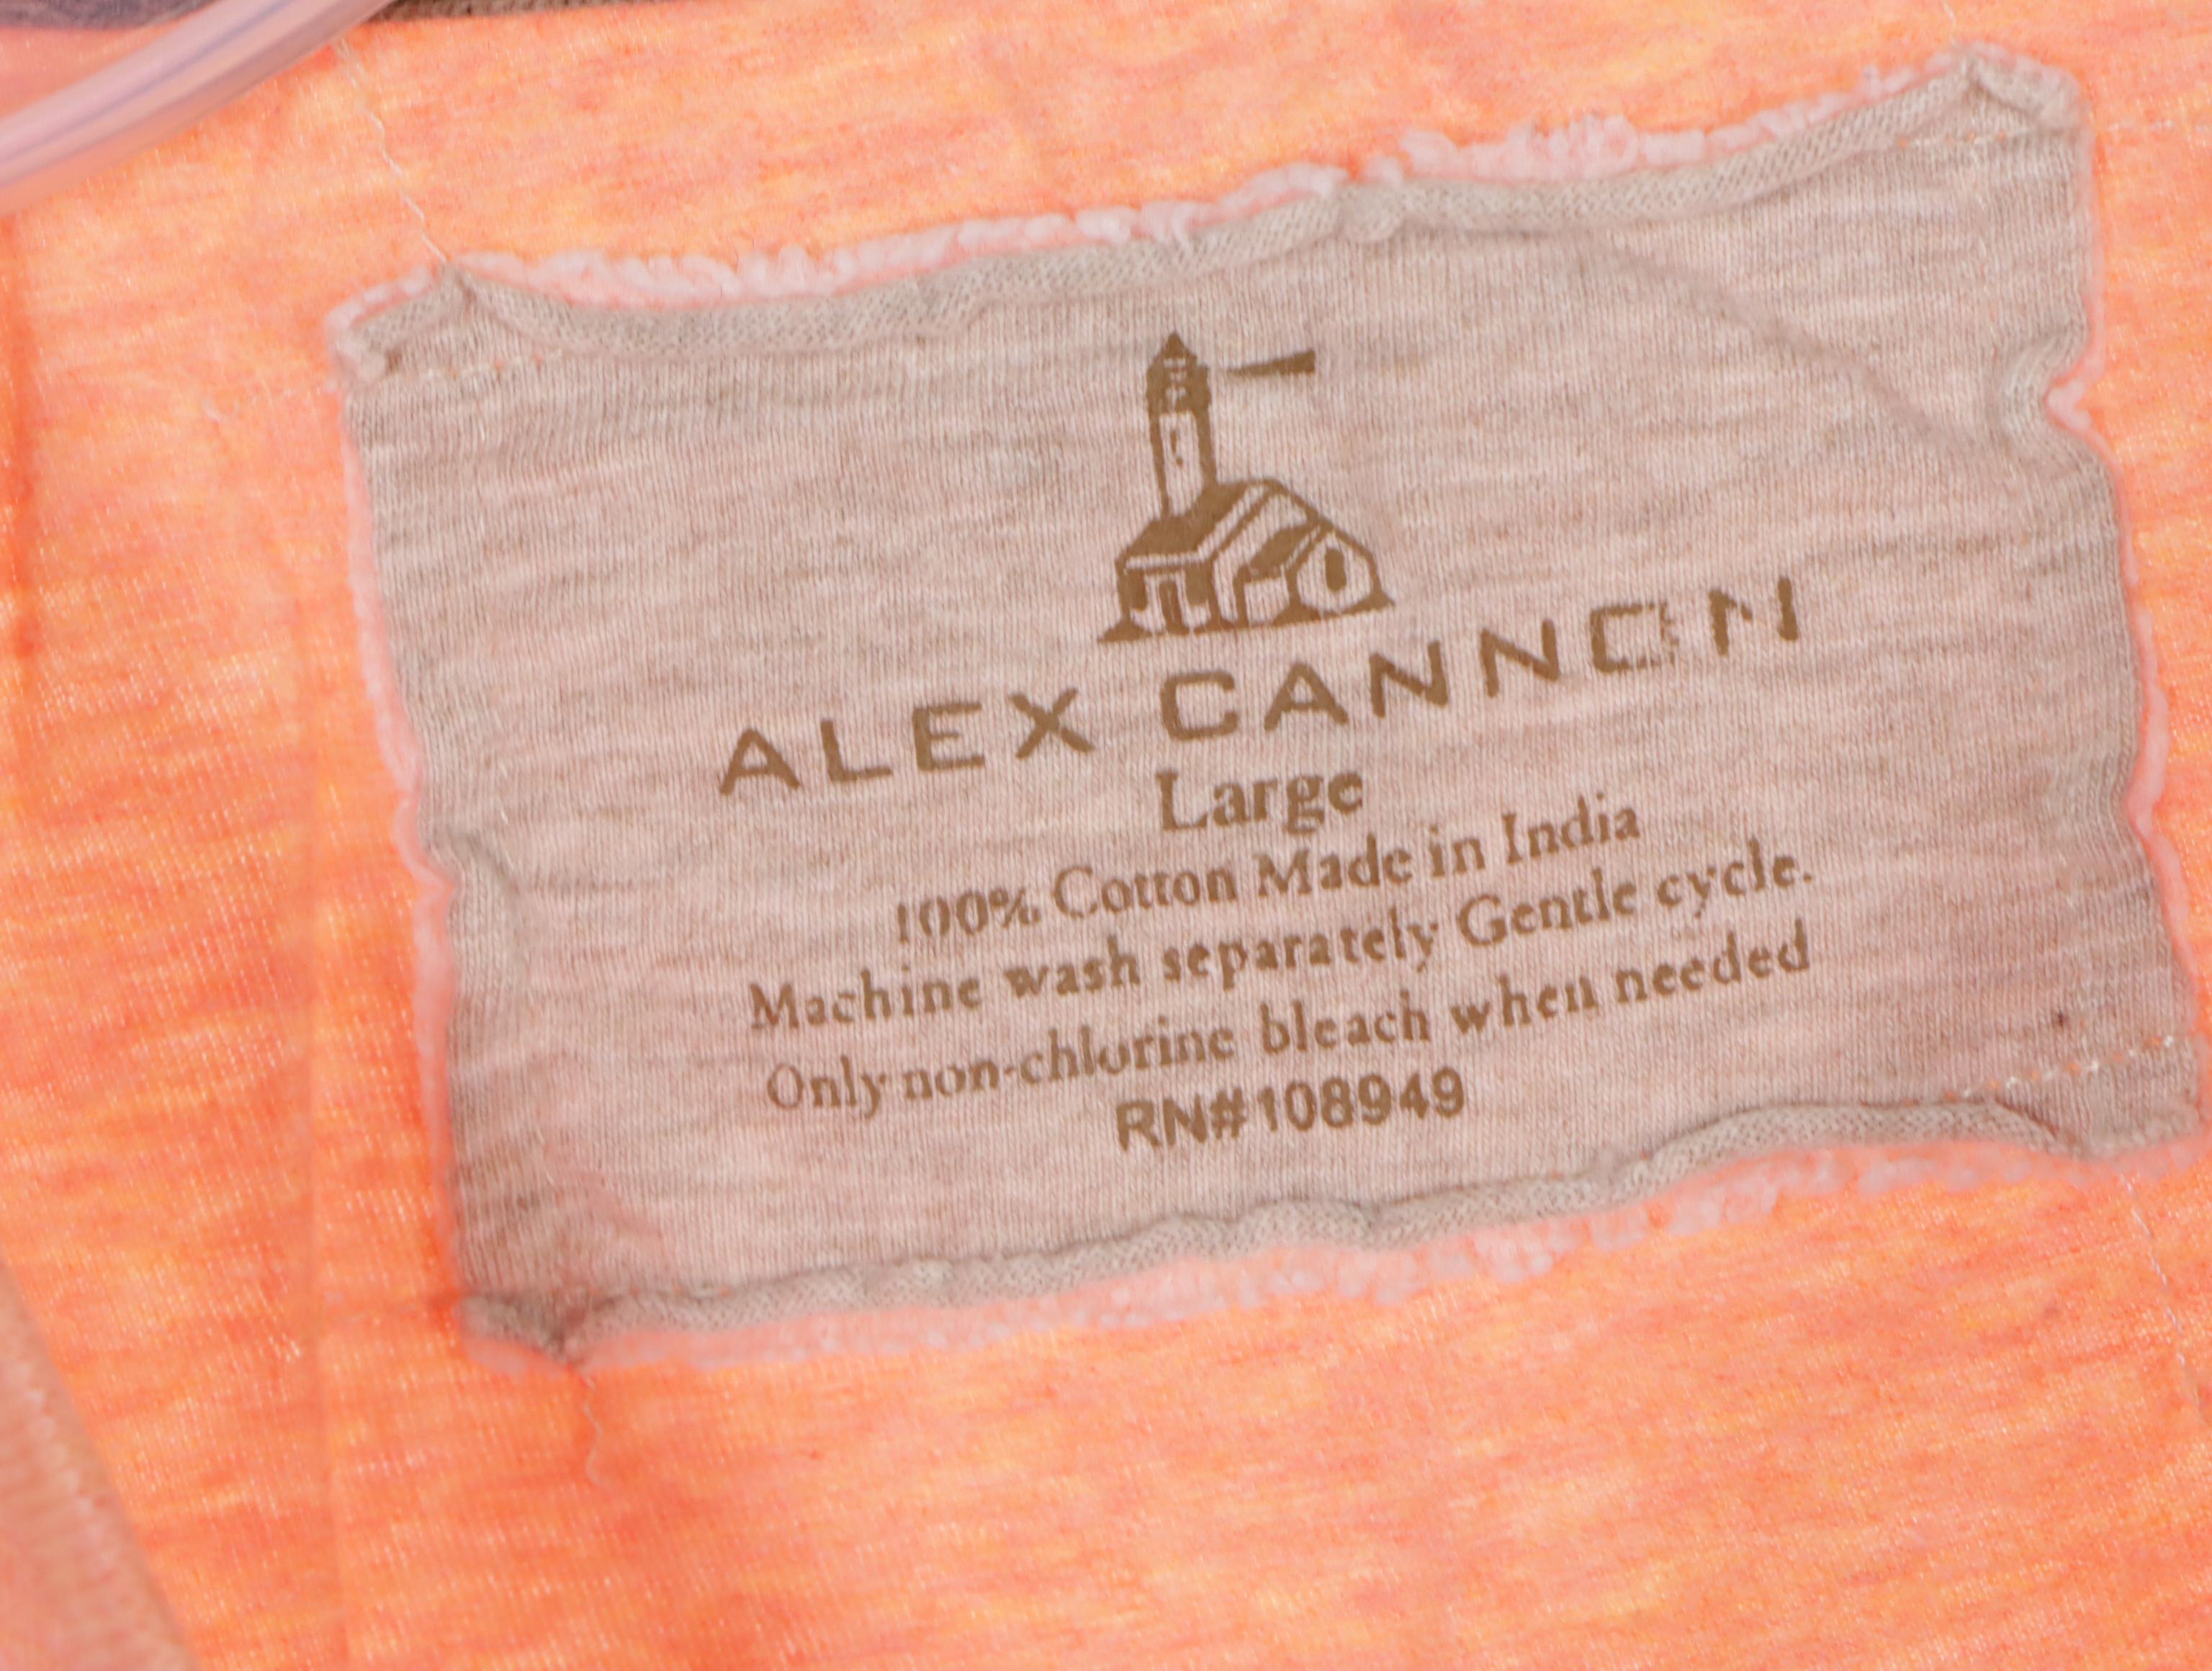 ALEX CANNON
Large
100% Cotton Made in India
Machine wash separately Gentle cycle.
Only non-chlorine bleach when needed
RN#108949